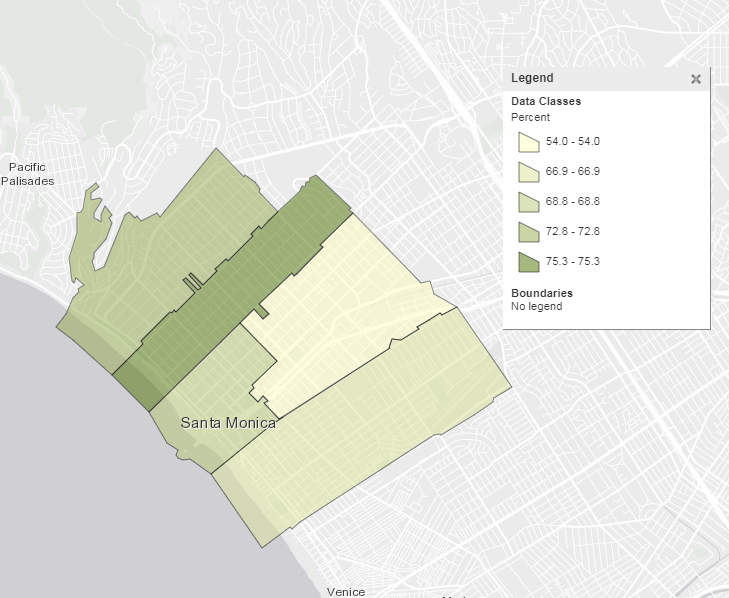 Legend
Data Classes
Percent
54.0 - 54.0
66.9 - 66.9
68.8 - 68.8
72.8 - 72.8
75.3 - 75.3
Boundaries
No legend
Pacific
Palisades
Santa Monica
Venice